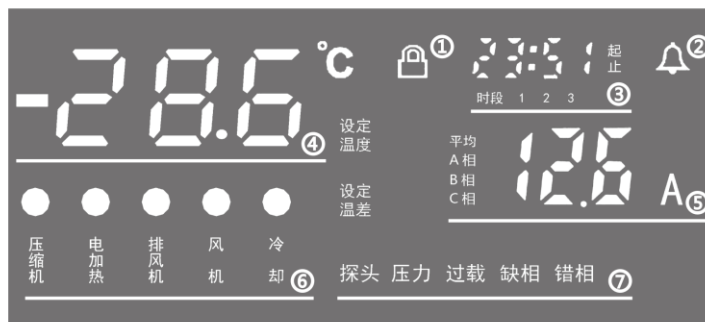 -28.6 ℃ ④
①
23:51 起止 ③
②
时段 1 2 3
设定温度
平均
A相
B相
C相
12.6 A ⑤
设定温差
压缩机 电加热 排风机 风机 冷却 ⑥
探头 压力 过载 缺相 错相 ⑦